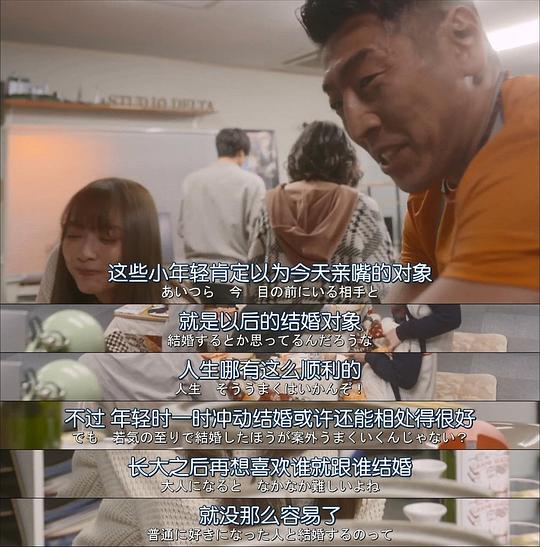 STUDIO DELTA
这些小年轻肯定以为今天亲嘴的对象
あいつら 今 目の前にいる相手と
就是以后的结婚对象
結婚するとか思ってるんだろうな
人生哪有这么顺利的
人生 そううまくはいかんぞ！
不过 年轻时一时冲动结婚或许还能相处得很好
でも 若気の至りで結婚したほうが案外うまくいくんじゃない？
长大之后再想喜欢谁就跟谁结婚
大人になると なかなか難しいよね
就没那么容易了
普通に好きになった人と結婚するのって